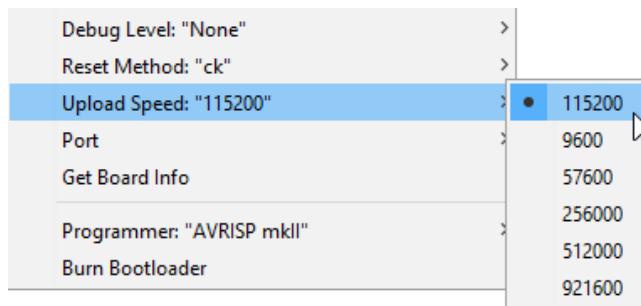 Debug Level: "None"
Reset Method: "ck"
Upload Speed: "115200"
Port
Get Board Info
Programmer: "AVRISP mkII"
Burn Bootloader
115200
9600
57600
256000
512000
921600